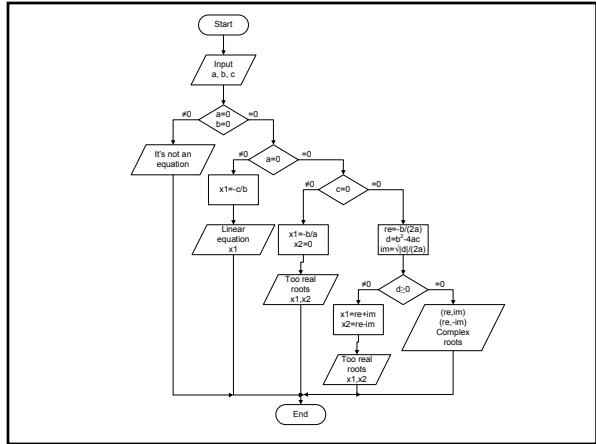 Start
Input
a, b, c
≠0
a=0
b=0
=0
It's not an
equation
≠0
a=0
=0
x1=-c/b
Linear
equation
x1
≠0
c=0
=0
x1=-b/a
x2=0
Too real
roots
x1,x2
re=-b/(2a)
d=b²-4ac
im=√|d|/(2a)
≠0
d≥0
=0
x1=re+im
x2=re-im
Too real
roots
x1,x2
(re,im)
(re,-im)
Complex
roots
End